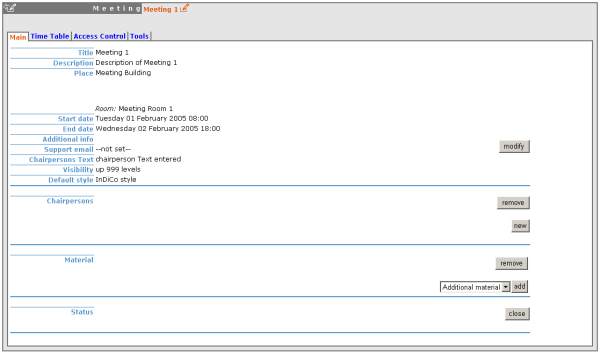 Meeting Meeting 1
Main Time Table Access Control Tools
Title Meeting 1
Description Description of Meeting 1
Place Meeting Building
Room: Meeting Room 1
Start date Tuesday 01 February 2005 08:00
End date Wednesday 02 February 2005 18:00
Additional info
Support email --not set-- modify
Chairpersons Text chairperson Text entered
Visibility up 999 levels
Default style InDiCo style
Chairpersons remove
new
Material remove
Additional material add
Status close